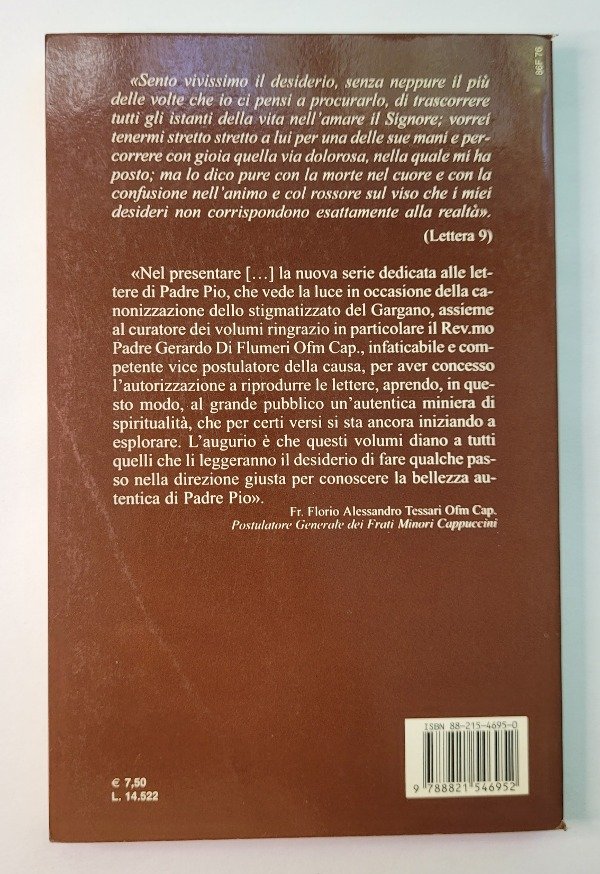 86F 76
«Sento vivissimo il desiderio, senza neppure il più
delle volte che io ci pensi a procurarlo, di trascorrere
tutti gli istanti della vita nell'amare il Signore; vorrei
tenermi stretto stretto a lui per una delle sue mani e per-
correre con gioia quella via dolorosa, nella quale mi ha
posto; ma lo dico pure con la morte nel cuore e con la
confusione nell'animo e col rossore sul viso che i miei
desideri non corrispondono esattamente alla realtà».
(Lettera 9)
«Nel presentare […] la nuova serie dedicata alle let-
tere di Padre Pio, che vede la luce in occasione della ca-
nonizzazione dello stigmatizzato del Gargano, assieme
al curatore dei volumi ringrazio in particolare il Rev.mo
Padre Gerardo Di Flumeri Ofm Cap., infaticabile e com-
petente vice postulatore della causa, per aver concesso
l'autorizzazione a riprodurre le lettere, aprendo, in que-
sto modo, al grande pubblico un'autentica miniera di
spiritualità, che per certi versi si sta ancora iniziando a
esplorare. L'augurio è che questi volumi diano a tutti
quelli che li leggeranno il desiderio di fare qualche pas-
so nella direzione giusta per conoscere la bellezza au-
tentica di Padre Pio».
Fr. Florio Alessandro Tessari Ofm Cap.
Postulatore Generale dei Frati Minori Cappuccini
ISBN 88-215-4695-0
9 788821 546952
€ 7,50
L. 14.522